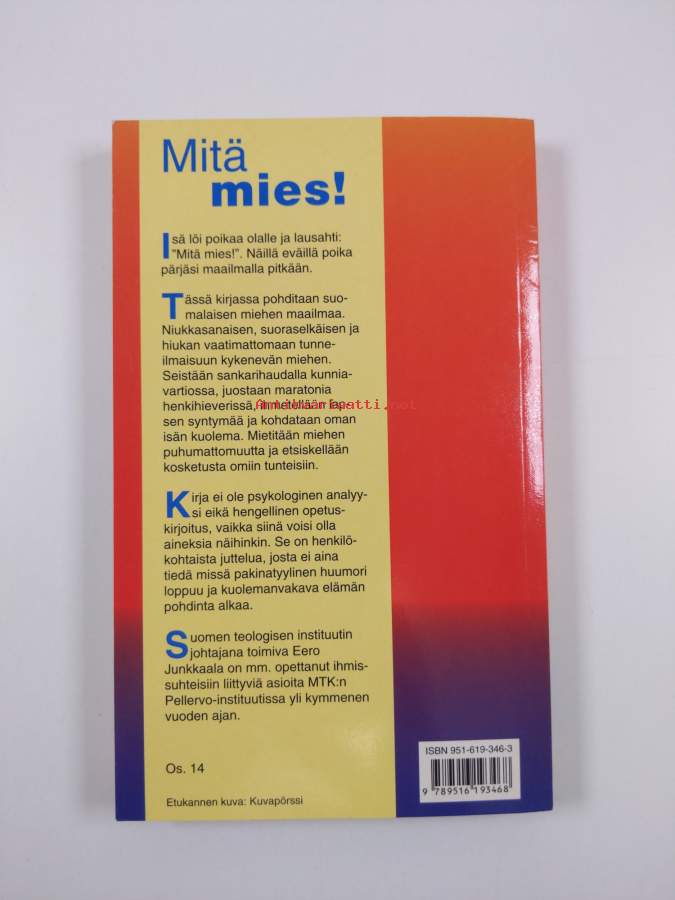 Mitä
mies!
Isä löi poikaa olalle ja lausahti:
"Mitä mies!". Näillä eväillä poika
pärjäsi maailmalla pitkään.
Tässä kirjassa pohditaan suo-
malaisen miehen maailmaa.
Niukkasanaisen, suoraselkäisen ja
hiukan vaatimattomaan tunne-
ilmaisuun kykenevän miehen.
Seistään sankarihaudalla kunnia-
vartiossa, juostaan maratonia
henkihieverissä, ihmetellään lap-
sen syntymää ja kohdataan oman
isän kuolema. Mietitään miehen
puhumattomuutta ja etsiskellään
kosketusta omiin tunteisiin.
Kirja ei ole psykologinen analyy-
si eikä hengellinen opetus-
kirjoitus, vaikka siinä voisi olla
aineksia näihinkin. Se on henkilö-
kohtaista juttelua, josta ei aina
tiedä missä pakinatyylinen huumori
loppuu ja kuolemanvakava elämän
pohdinta alkaa.
Suomen teologisen instituutin
johtajana toimiva Eero
Junkkaala on mm. opettanut ihmis-
suhteisiin liittyviä asioita MTK:n
Pellervo-instituutissa yli kymmenen
vuoden ajan.
Os. 14
Etukannen kuva: Kuvapörssi
ISBN 951-619-346-3
9 789516 193468